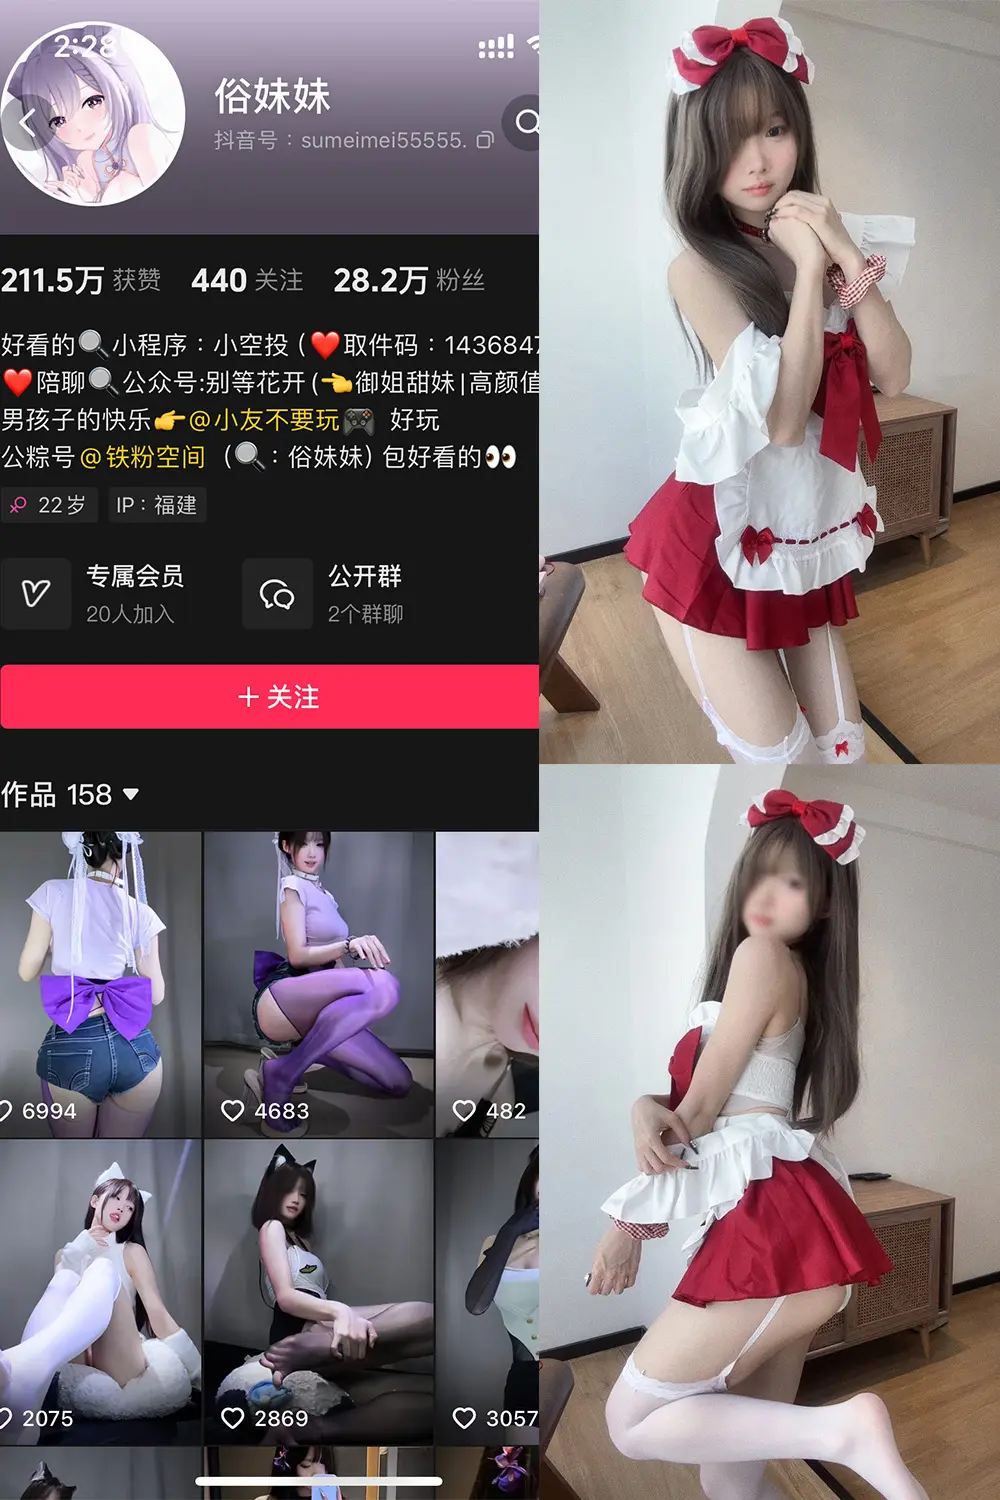 2:28
俗妹妹
抖音号：sumeimei55555.
211.5万 获赞 440 关注 28.2万 粉丝
好看的🔍小程序：小空投 (❤️取件码：1436847
❤️陪聊🔍公众号:别等花开(👈御姐甜妹|高颜值
男孩子的快乐👉@小友不要玩🎮 好玩
公粽号@铁粉空间 (🔍：俗妹妹) 包好看的👀
22岁 IP：福建
专属会员 公开群
20人加入 2个群聊
+ 关注
作品 158
6994 4683 482
2075 2869 3057